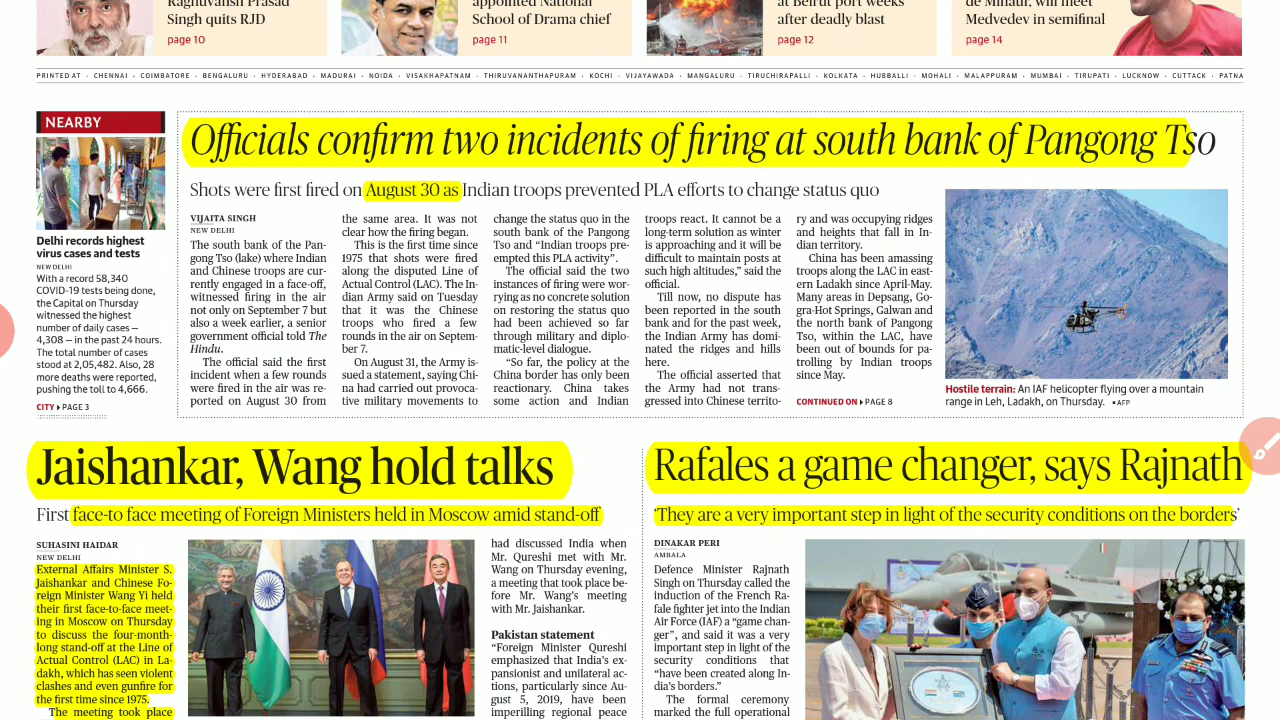 Raghuvansh Prasad
Singh quits RJD
page 10
appointed National
School of Drama chief
page 11
at Beirut port weeks
after deadly blast
page 12
de Minaur, will meet
Medvedev in semifinal
page 14
PRINTED AT · CHENNAI · COIMBATORE · BENGALURU · HYDERABAD · MADURAI · NOIDA · VISAKHAPATNAM · THIRUVANANTHAPURAM · KOCHI · VIJAYAWADA · MANGALURU · TIRUCHIRAPALLI · KOLKATA · HUBBALLI · MOHALI · MALAPPURAM · MUMBAI · TIRUPATI · LUCKNOW · CUTTACK · PATNA
NEARBY
Delhi records highest
virus cases and tests
NEW DELHI
With a record 58,340
COVID-19 tests being done,
the Capital on Thursday
witnessed the highest
number of daily cases —
4,308 — in the past 24 hours.
The total number of cases
stood at 2,05,482. Also, 28
more deaths were reported,
pushing the toll to 4,666.
CITY PAGE 3
Officials confirm two incidents of firing at south bank of Pangong Tso
Shots were first fired on August 30 as Indian troops prevented PLA efforts to change status quo
VIJAITA SINGH
NEW DELHI
The south bank of the Pan-
gong Tso (lake) where Indian
and Chinese troops are cur-
rently engaged in a face-off,
witnessed firing in the air
not only on September 7 but
also a week earlier, a senior
government official told The
Hindu.
The official said the first
incident when a few rounds
were fired in the air was re-
ported on August 30 from
the same area. It was not
clear how the firing began.
This is the first time since
1975 that shots were fired
along the disputed Line of
Actual Control (LAC). The In-
dian Army said on Tuesday
that it was the Chinese
troops who fired a few
rounds in the air on Septem-
ber 7.
On August 31, the Army is-
sued a statement, saying Chi-
na had carried out provoca-
tive military movements to
change the status quo in the
south bank of the Pangong
Tso and “Indian troops pre-
empted this PLA activity”.
The official said the two
instances of firing were wor-
rying as no concrete solution
on restoring the status quo
had been achieved so far
through military and diplo-
matic-level dialogue.
“So far, the policy at the
China border has only been
reactionary. China takes
some action and Indian
troops react. It cannot be a
long-term solution as winter
is approaching and it will be
difficult to maintain posts at
such high altitudes,” said the
official.
Till now, no dispute has
been reported in the south
bank and for the past week,
the Indian Army has domi-
nated the ridges and hills
here.
The official asserted that
the Army had not trans-
gressed into Chinese territo-
ry and was occupying ridges
and heights that fall in In-
dian territory.
China has been amassing
troops along the LAC in east-
ern Ladakh since April-May.
Many areas in Depsang, Go-
gra-Hot Springs, Galwan and
the north bank of Pangong
Tso, within the LAC, have
been out of bounds for pa-
trolling by Indian troops
since May.
CONTINUED ON PAGE 8
Hostile terrain: An IAF helicopter flying over a mountain
range in Leh, Ladakh, on Thursday. • AFP
Jaishankar, Wang hold talks
First face-to face meeting of Foreign Ministers held in Moscow amid stand-off
SUHASINI HAIDAR
NEW DELHI
External Affairs Minister S.
Jaishankar and Chinese Fo-
reign Minister Wang Yi held
their first face-to-face meet-
ing in Moscow on Thursday
to discuss the four-month-
long stand-off at the Line of
Actual Control (LAC) in La-
dakh, which has seen violent
clashes and even gunfire for
the first time since 1975.
The meeting took place
had discussed India when
Mr. Qureshi met with Mr.
Wang on Thursday evening,
a meeting that took place be-
fore Mr. Wang’s meeting
with Mr. Jaishankar.
Pakistan statement
“Foreign Minister Qureshi
emphasized that India’s ex-
pansionist and unilateral ac-
tions, particularly since Au-
gust 5, 2019, have been
imperilling regional peace
Rafales a game changer, says Rajnath
‘They are a very important step in light of the security conditions on the borders’
DINAKAR PERI
AMBALA
Defence Minister Rajnath
Singh on Thursday called the
induction of the French Ra-
fale fighter jet into the Indian
Air Force (IAF) a “game chan-
ger”, and said it was a very
important step in light of the
security conditions that
“have been created along In-
dia’s borders.”
The formal ceremony
marked the full operational